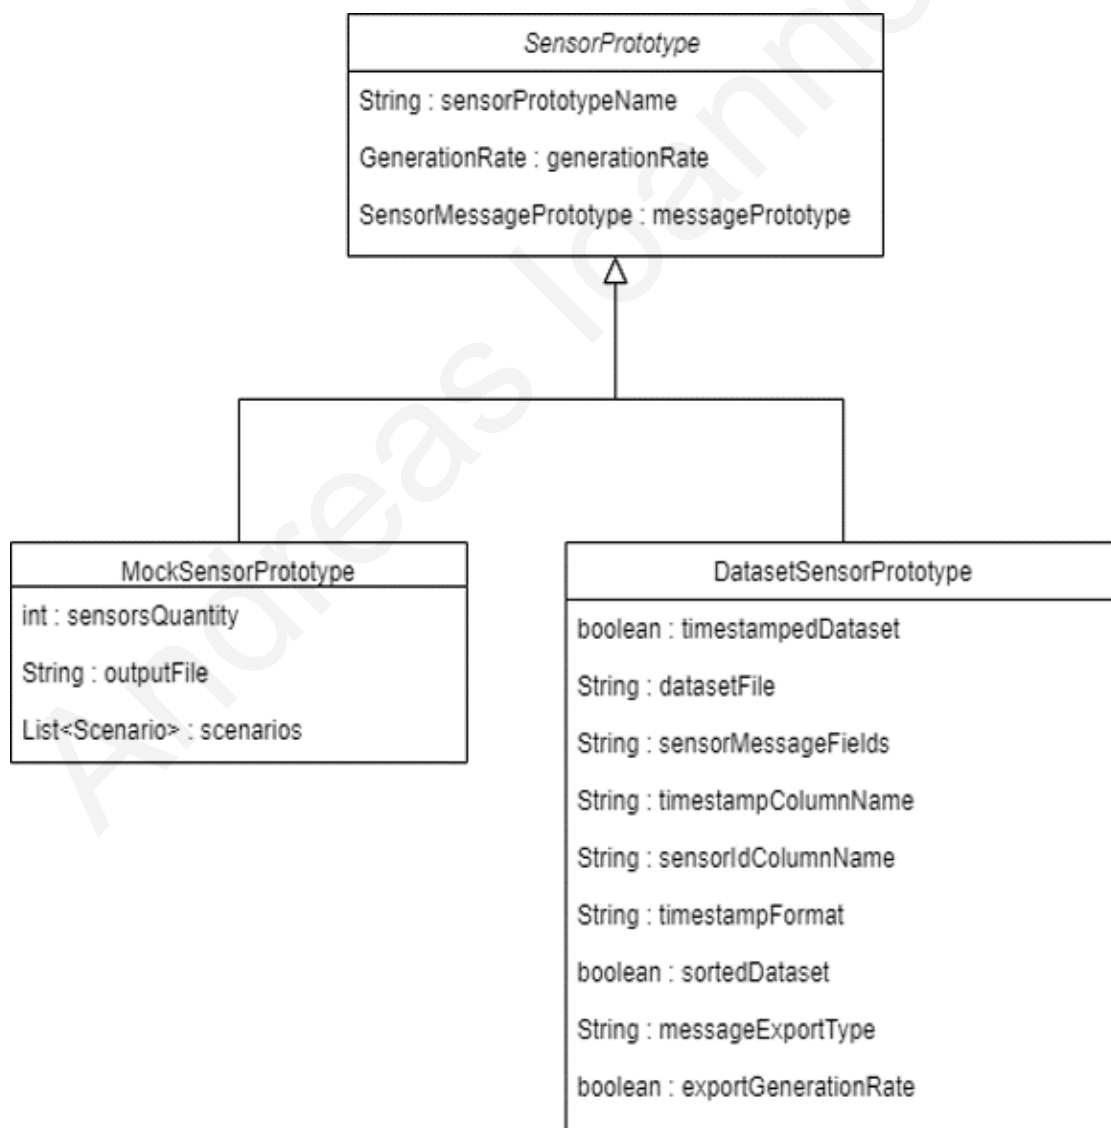 SensorPrototype
String : sensorPrototypeName
GenerationRate : generationRate
SensorMessagePrototype : messagePrototype
MockSensorPrototype
int : sensorsQuantity
String : outputFile
List<Scenario> : scenarios
DatasetSensorPrototype
boolean : timestampedDataset
String : datasetFile
String : sensorMessageFields
String : timestampColumnName
String : sensorIdColumnName
String : timestampFormat
boolean : sortedDataset
String : messageExportType
boolean : exportGenerationRate
Andreas